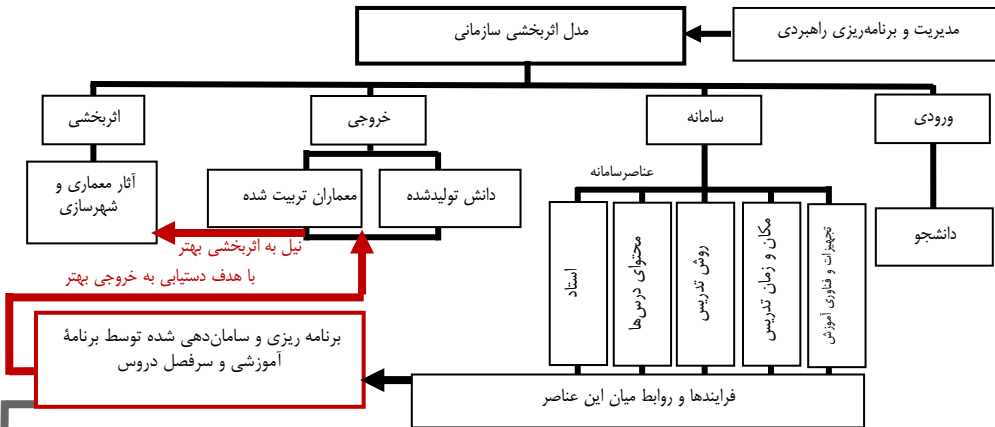 مدیریت و برنامه‌ریزی راهبردی
مدل اثربخشی سازمانی
ورودی
سامانه
خروجی
اثربخشی
عناصرسامانه
دانشجو
تجهیزات و فناوری آموزش
مکان و زمان تدریس
روش تدریس
محتوای درس‌ها
استاد
دانش تولیدشده
معماران تربیت شده
آثار معماری و
شهرسازی
نیل به اثربخشی بهتر
با هدف دستیابی به خروجی بهتر
برنامه ریزی و سامان‌دهی شده توسط برنامهٔ
آموزشی و سرفصل دروس
فرایندها و روابط میان این عناصر